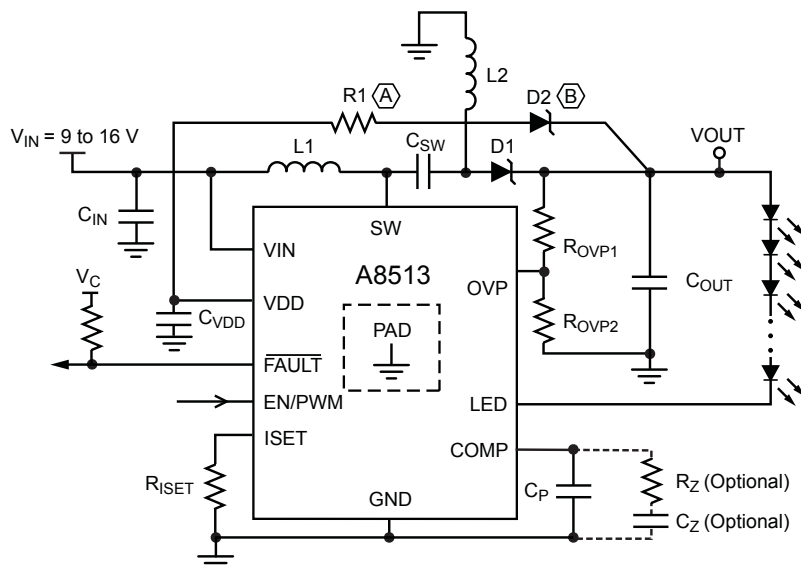 L2
R1 A
D2 B
V_IN = 9 to 16 V
L1
C_SW
D1
VOUT
C_IN
SW
VIN
A8513
R_OVP1
OVP
C_OUT
V_C
VDD
C_VDD
PAD
R_OVP2
FAULT
EN/PWM
LED
ISET
COMP
R_ISET
GND
C_P
R_Z (Optional)
C_Z (Optional)